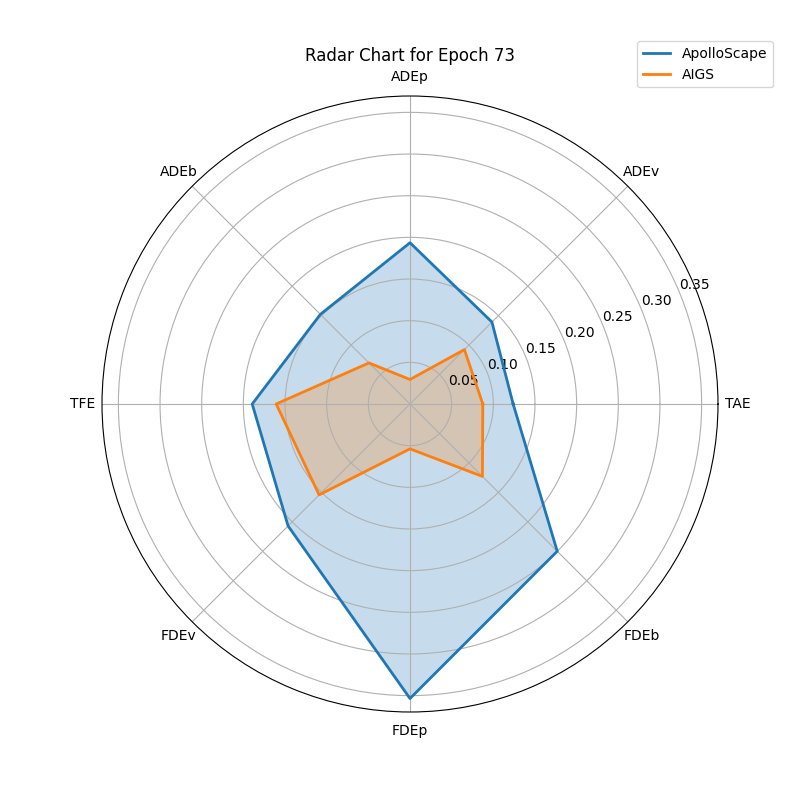 Radar Chart for Epoch 73
ApolloScape
AIGS
ADEp
ADEb
ADEv
0.35
0.30
0.25
0.20
0.15
0.10
0.05
TFE
TAE
FDEv
FDEb
FDEp